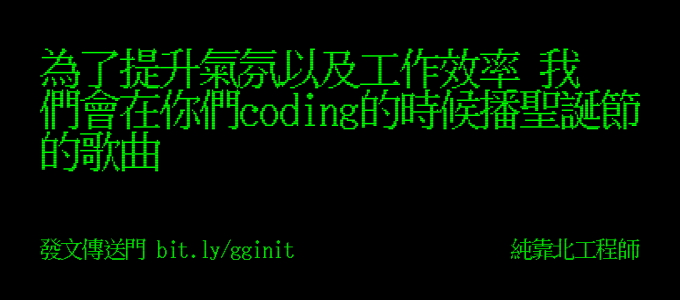 為了提升氣氛以及工作效率 我
們會在你們coding的時候播聖誕節
的歌曲
發文傳送門 bit.ly/gginit 純靠北工程師